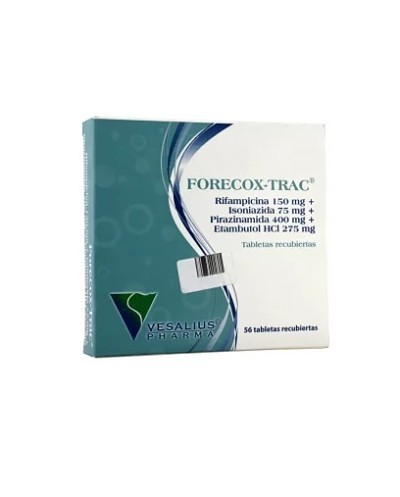 FORECOX-TRAC®
Rifampicina 150 mg +
Isoniazida 75 mg +
Pirazinamida 400 mg +
Etambutol HCl 275 mg
Tabletas recubiertas
VESALIUS®
PHARMA
56 tabletas recubiertas